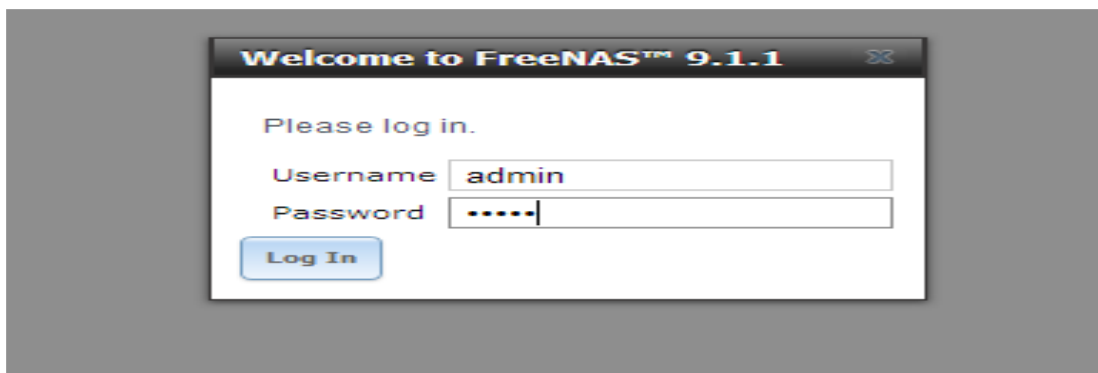 Welcome to FreeNAS™ 9.1.1
Please log in.
Username admin
Password •••••
Log In